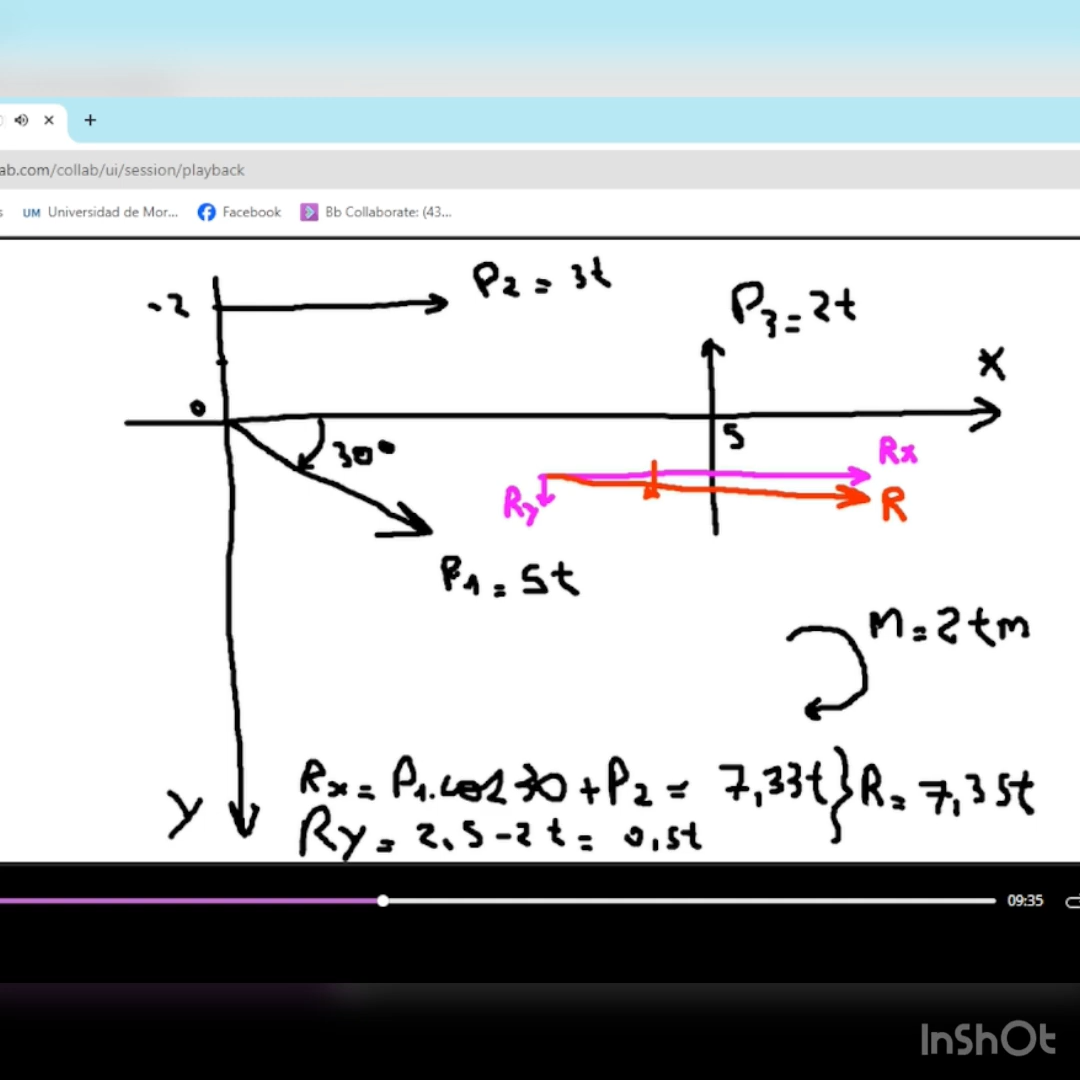 ab.com/collab/ui/session/playback
UM Universidad de Mor... Facebook Bb Collaborate: (43...
-2
P2 = 3t
P3 = 2t
X
0
30°
5
Rx
Ry
R
P1 = 5t
M = 2tm
Y
Rx = P1.cos 30 + P2 = 7,33t } R = 7,35t
Ry = 2,5 - 2t = 0,5t
09:35
InShOt